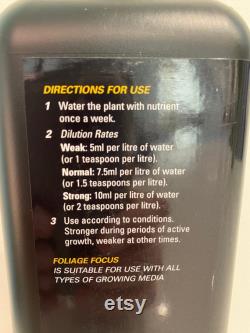 DIRECTIONS FOR USE
1 Water the plant with nutrient
once a week.
2 Dilution Rates
Weak: 5ml per litre of water
(or 1 teaspoon per litre).
Normal: 7.5ml per litre of water
(or 1.5 teaspoons per litre).
Strong: 10ml per litre of water
(or 2 teaspoons per litre).
3 Use according to conditions.
Stronger during periods of active
growth, weaker at other times.
FOLIAGE FOCUS
IS SUITABLE FOR USE WITH ALL
TYPES OF GROWING MEDIA
Etsy